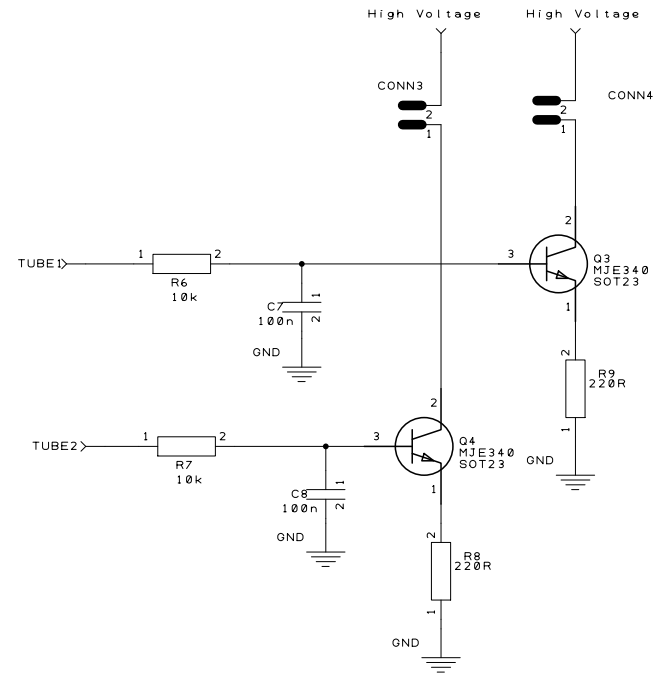 High Voltage
High Voltage
CONN3
2
1
CONN4
2
1
TUBE1
1
2
R6
10k
3
2
Q3
MJE340
SOT23
1
C7
100n
1
2
GND
2
R9
220R
1
GND
TUBE2
1
2
R7
10k
3
2
Q4
MJE340
SOT23
1
C8
100n
1
2
GND
2
R8
220R
1
GND